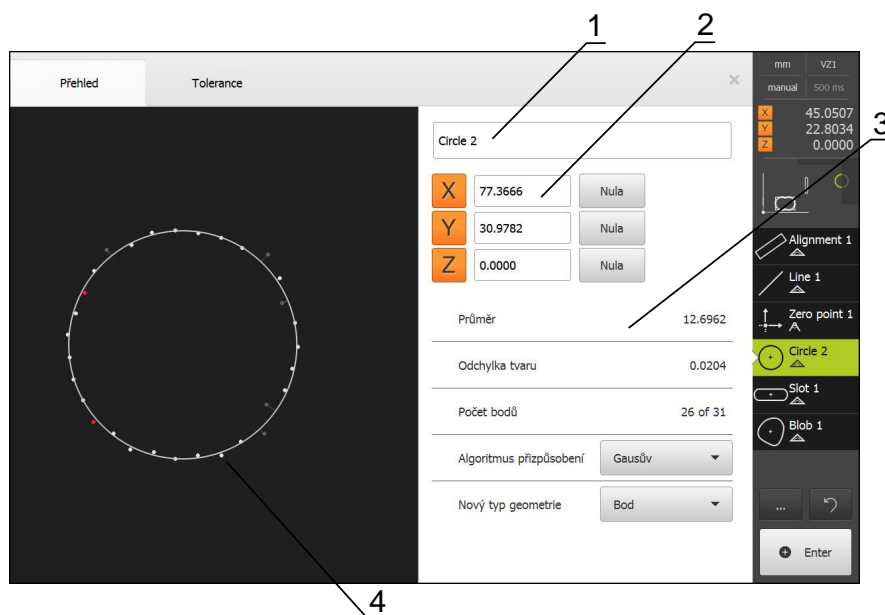 1
2
3
4
Přehled
Tolerance
×
Circle 2
X 77.3666 Nula
Y 30.9782 Nula
Z 0.0000 Nula
Průměr 12.6962
Odchylka tvaru 0.0204
Počet bodů 26 of 31
Algoritmus přizpůsobení Gausův
Nový typ geometrie Bod
mm VZ1
manual 500 ms
X 45.0507
Y 22.8034
Z 0.0000
Alignment 1
Line 1
Zero point 1
Circle 2
Slot 1
Blob 1
...
Enter